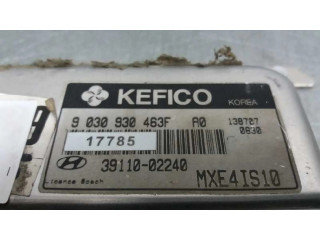 KEFICO
KOREA
9 030 930 463F A0 130707
0830
17785
39110-02240
License Bosch
MXE4IS10